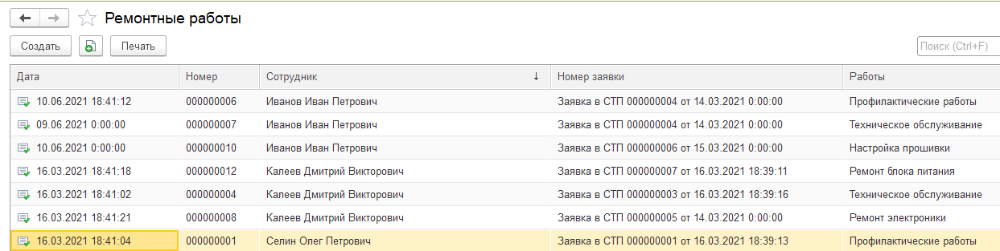 Ремонтные работы
Создать Печать Поиск (Ctrl+F)
Дата Номер Сотрудник ↓ Номер заявки Работы
10.06.2021 18:41:12 000000006 Иванов Иван Петрович Заявка в СТП 000000004 от 14.03.2021 0:00:00 Профилактические работы
09.06.2021 0:00:00 000000007 Иванов Иван Петрович Заявка в СТП 000000004 от 14.03.2021 0:00:00 Техническое обслуживание
10.06.2021 0:00:00 000000010 Иванов Иван Петрович Заявка в СТП 000000006 от 15.03.2021 0:00:00 Настройка прошивки
16.03.2021 18:41:18 000000012 Калеев Дмитрий Викторович Заявка в СТП 000000007 от 16.03.2021 18:39:11 Ремонт блока питания
16.03.2021 18:41:02 000000004 Калеев Дмитрий Викторович Заявка в СТП 000000003 от 16.03.2021 18:39:16 Техническое обслуживание
16.03.2021 18:41:21 000000008 Калеев Дмитрий Викторович Заявка в СТП 000000005 от 14.03.2021 0:00:00 Ремонт электроники
16.03.2021 18:41:04 000000001 Селин Олег Петрович Заявка в СТП 000000001 от 16.03.2021 18:39:13 Профилактические работы